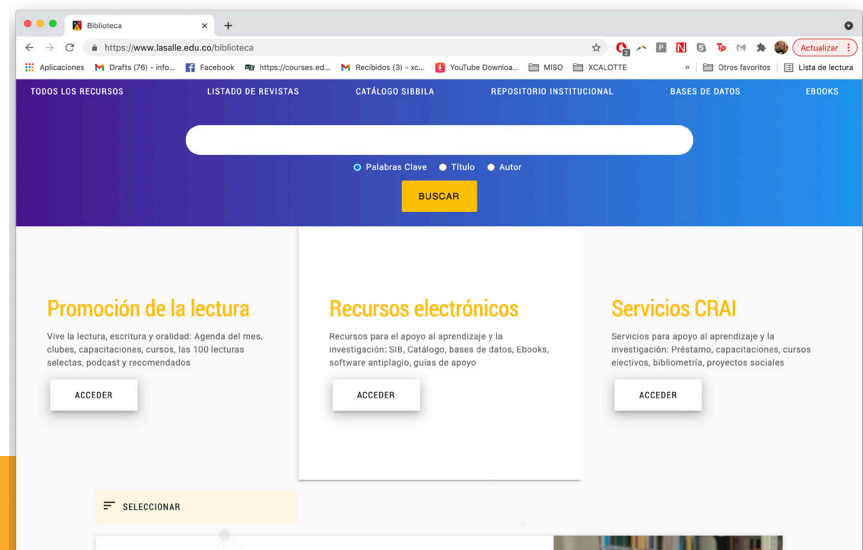 Biblioteca
https://www.lasalle.edu.co/biblioteca
Actualizar
Aplicaciones Drafts (76) - info... Facebook https://courses.ed... Recibidos (3) - xc... YouTube Downloa... MISO XCALOTTE » Otros favoritos Lista de lectura
TODOS LOS RECURSOS LISTADO DE REVISTAS CATÁLOGO SIBBILA REPOSITORIO INSTITUCIONAL BASES DE DATOS EBOOKS
Palabras Clave Título Autor
BUSCAR
Promoción de la lectura
Vive la lectura, escritura y oralidad: Agenda del mes,
clubes, capacitaciones, cursos, las 100 lecturas
selectas, podcast y recomendados
ACCEDER
Recursos electrónicos
Recursos para el apoyo al aprendizaje y la
investigación: SIB, Catálogo, bases de datos, Ebooks,
software antiplagio, guías de apoyo
ACCEDER
Servicios CRAI
Servicios para apoyo al aprendizaje y la
investigación: Préstamo, capacitaciones, cursos
electivos, bibliometría, proyectos sociales
ACCEDER
SELECCIONAR